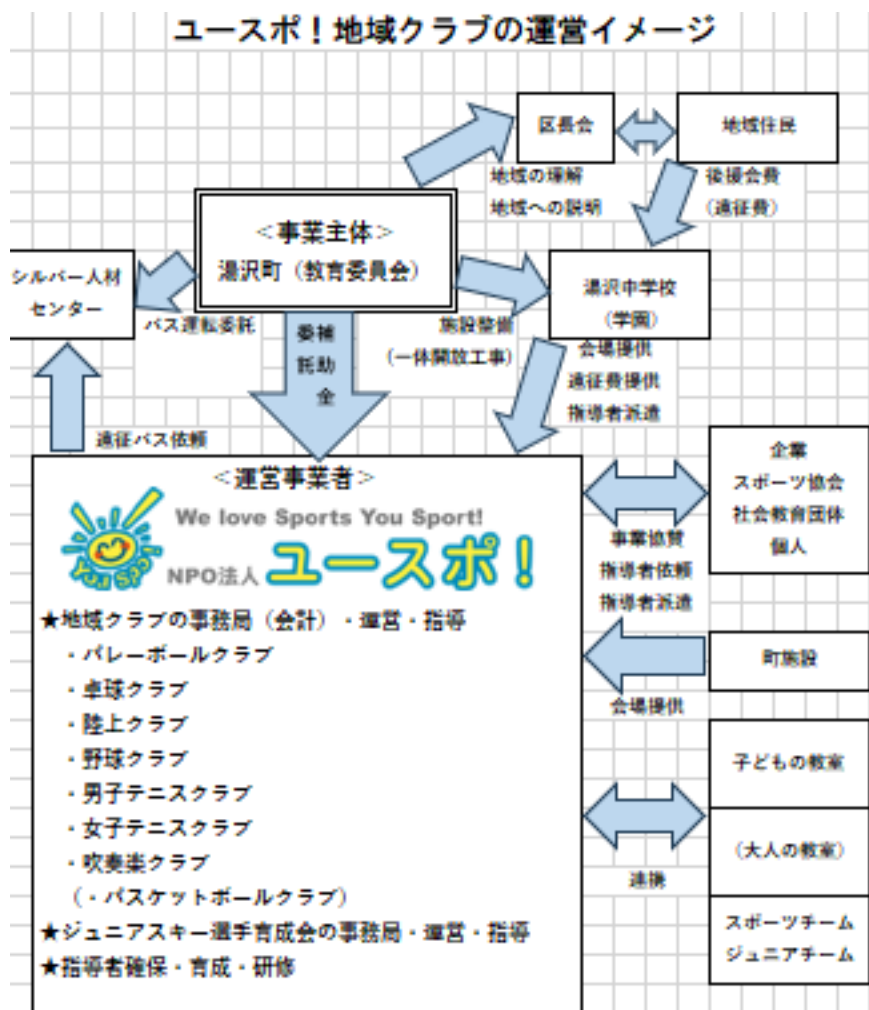 ユースポ！地域クラブの運営イメージ
区長会
地域住民
地域の理解
地域への説明
後援会費
（遠征費）
＜事業主体＞
湯沢町（教育委員会）
シルバー人材
センター
バス運転委託
委託
補助金
施設整備
（一体開放工事）
湯沢中学校
（学園）
会場提供
遠征費提供
指導者派遣
遠征バス依頼
＜運営事業者＞
We love Sports You Sport!
NPO法人 ユースポ！
You Spo
★地域クラブの事務局（会計）・運営・指導
・バレーボールクラブ
・卓球クラブ
・陸上クラブ
・野球クラブ
・男子テニスクラブ
・女子テニスクラブ
・吹奏楽クラブ
（・バスケットボールクラブ）
★ジュニアスキー選手育成会の事務局・運営・指導
★指導者確保・育成・研修
企業
スポーツ協会
社会教育団体
個人
事業協賛
指導者依頼
指導者派遣
町施設
会場提供
子どもの教室
（大人の教室）
連携
スポーツチーム
ジュニアチーム